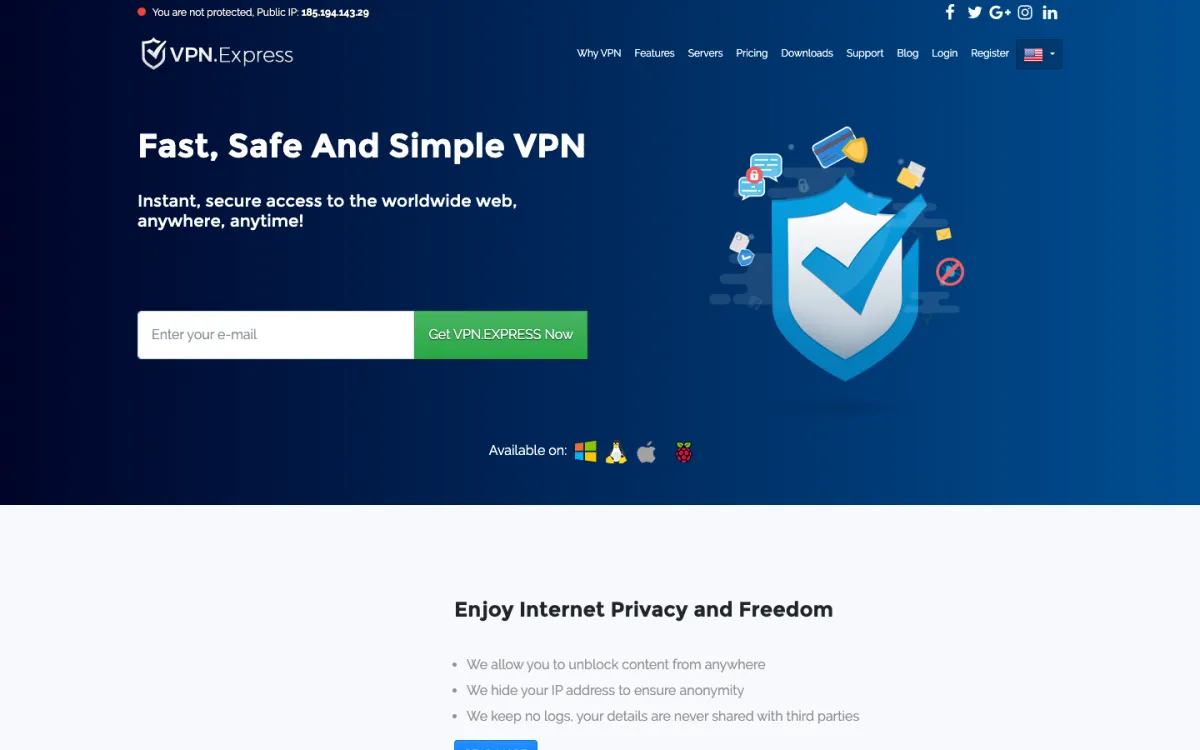 You are not protected, Public IP: 185.194.143.29
VPN.Express
Why VPN Features Servers Pricing Downloads Support Blog Login Register
Fast, Safe And Simple VPN
Instant, secure access to the worldwide web,
anywhere, anytime!
Enter your e-mail
Get VPN.EXPRESS Now
Available on:
Enjoy Internet Privacy and Freedom
We allow you to unblock content from anywhere
We hide your IP address to ensure anonymity
We keep no logs, your details are never shared with third parties